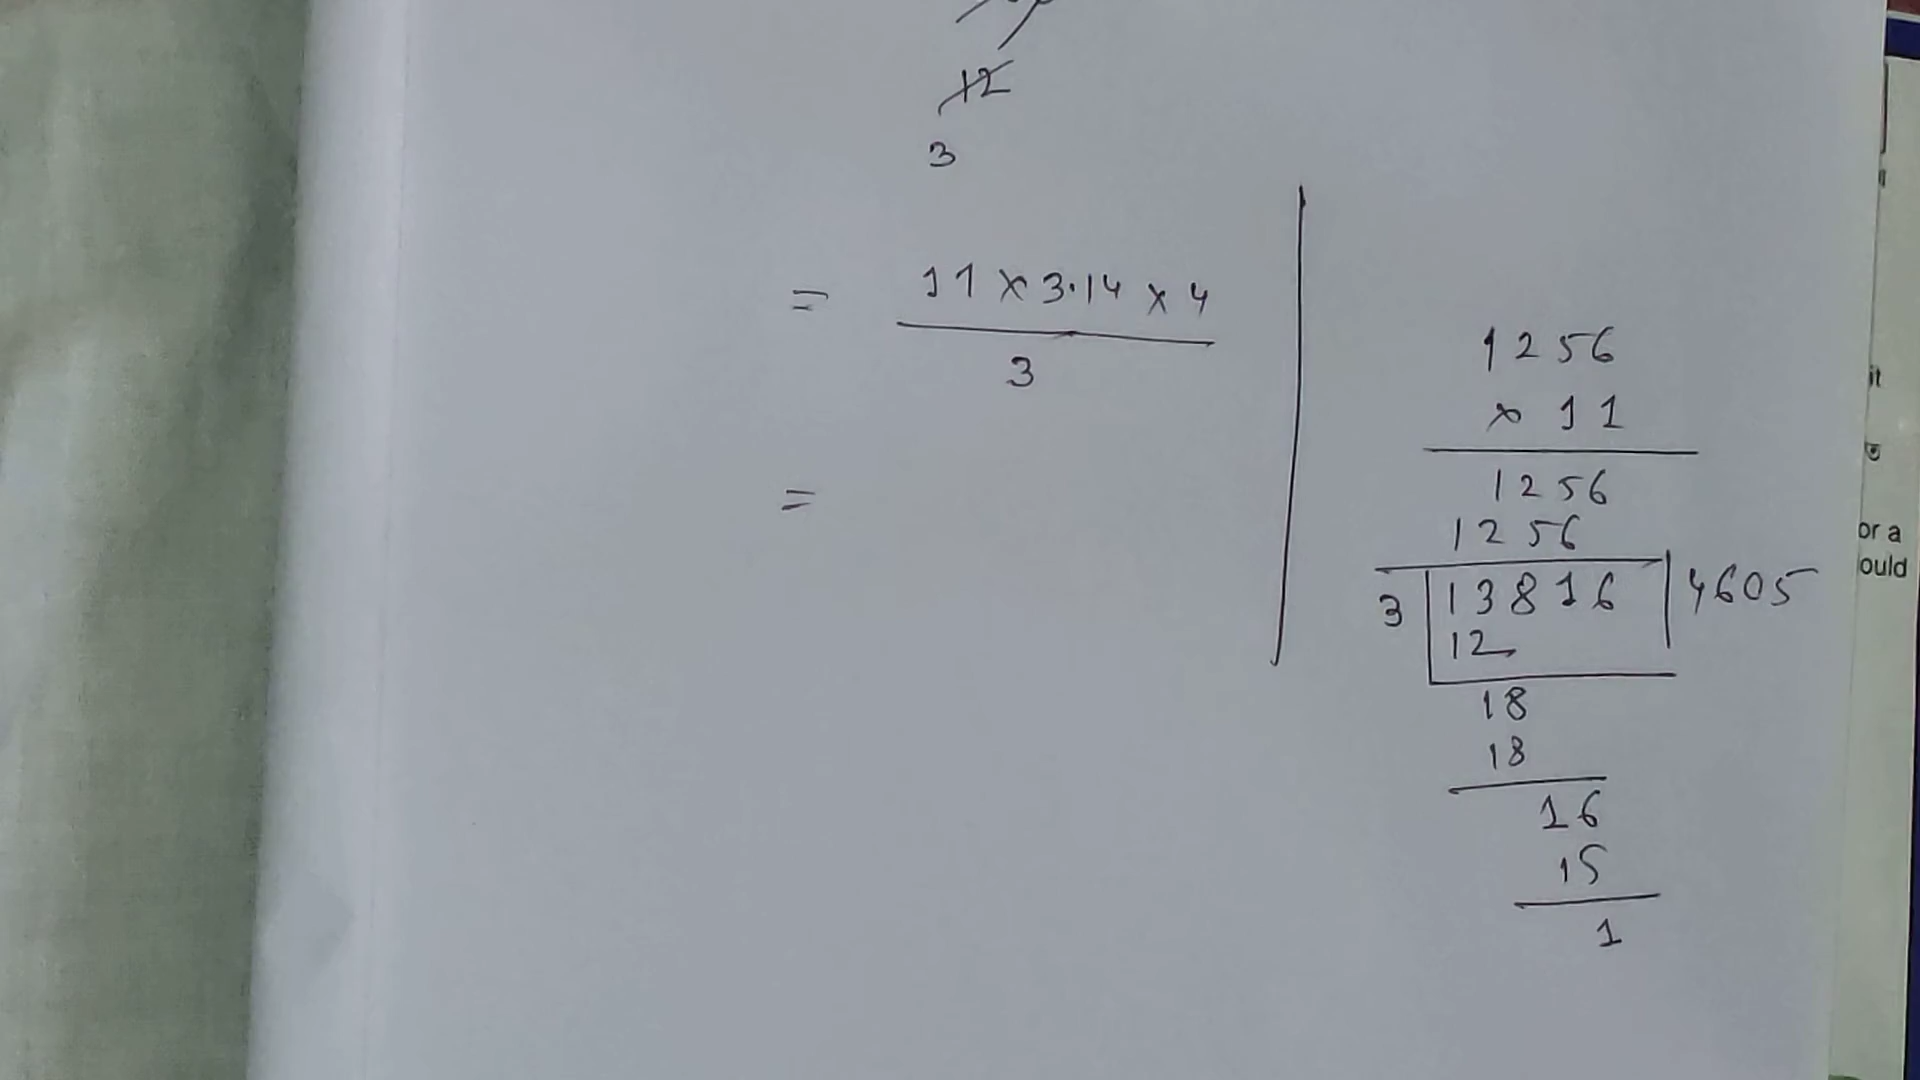 12
3
= 11 × 3.14 × 4
3
=
1256
× 11
1256
1256
3 13816 4605
12
18
18
16
15
1
it
or a
ould